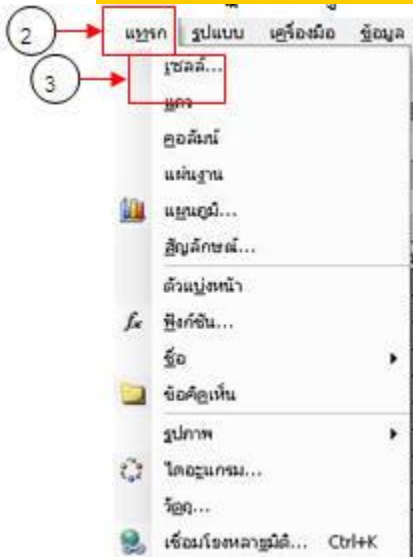 2
แทรก รูปแบบ เครื่องมือ ข้อมูล
3
เซลล์...
แถว
คอลัมน์
แผ่นงาน
แผนภูมิ...
สัญลักษณ์...
ตัวแบ่งหน้า
fx ฟังก์ชัน...
ชื่อ
ข้อคิดเห็น
รูปภาพ
ไดอะแกรม...
วัตถุ...
เชื่อมโยงหลายมิติ... Ctrl+K